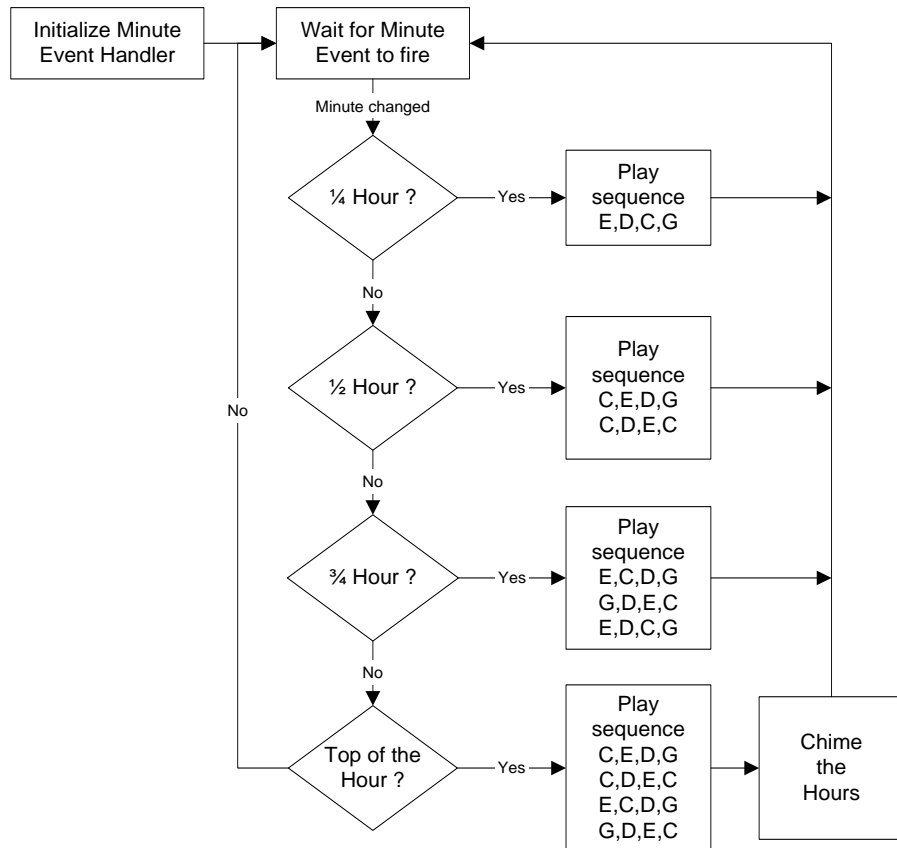 Initialize Minute
Event Handler
Wait for Minute
Event to fire
Minute changed
¼ Hour ?
Yes
Play
sequence
E,D,C,G
No
½ Hour ?
Yes
Play
sequence
C,E,D,G
C,D,E,C
No
No
¾ Hour ?
Yes
Play
sequence
E,C,D,G
G,D,E,C
E,D,C,G
No
Top of the
Hour ?
Yes
Play
sequence
C,E,D,G
C,D,E,C
E,C,D,G
G,D,E,C
Chime
the
Hours